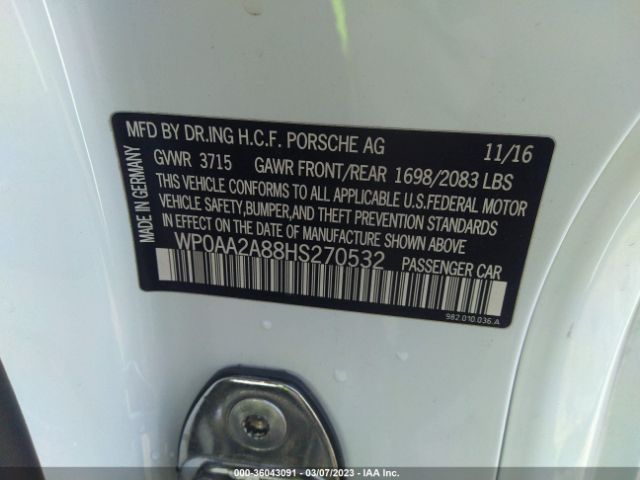 MFD BY DR.ING H.C.F. PORSCHE AG 11/16
GVWR 3715 GAWR FRONT/REAR 1698/2083 LBS
THIS VEHICLE CONFORMS TO ALL APPLICABLE U.S.FEDERAL MOTOR
VEHICLE SAFETY,BUMPER,AND THEFT PREVENTION STANDARDS
IN EFFECT ON THE DATE OF MANUFACTURE SHOWN ABOVE
WP0AA2A88HS270532 PASSENGER CAR
982.010.036.A
MADE IN GERMANY
000-36043091 — 03/07/2023 — IAA Inc.